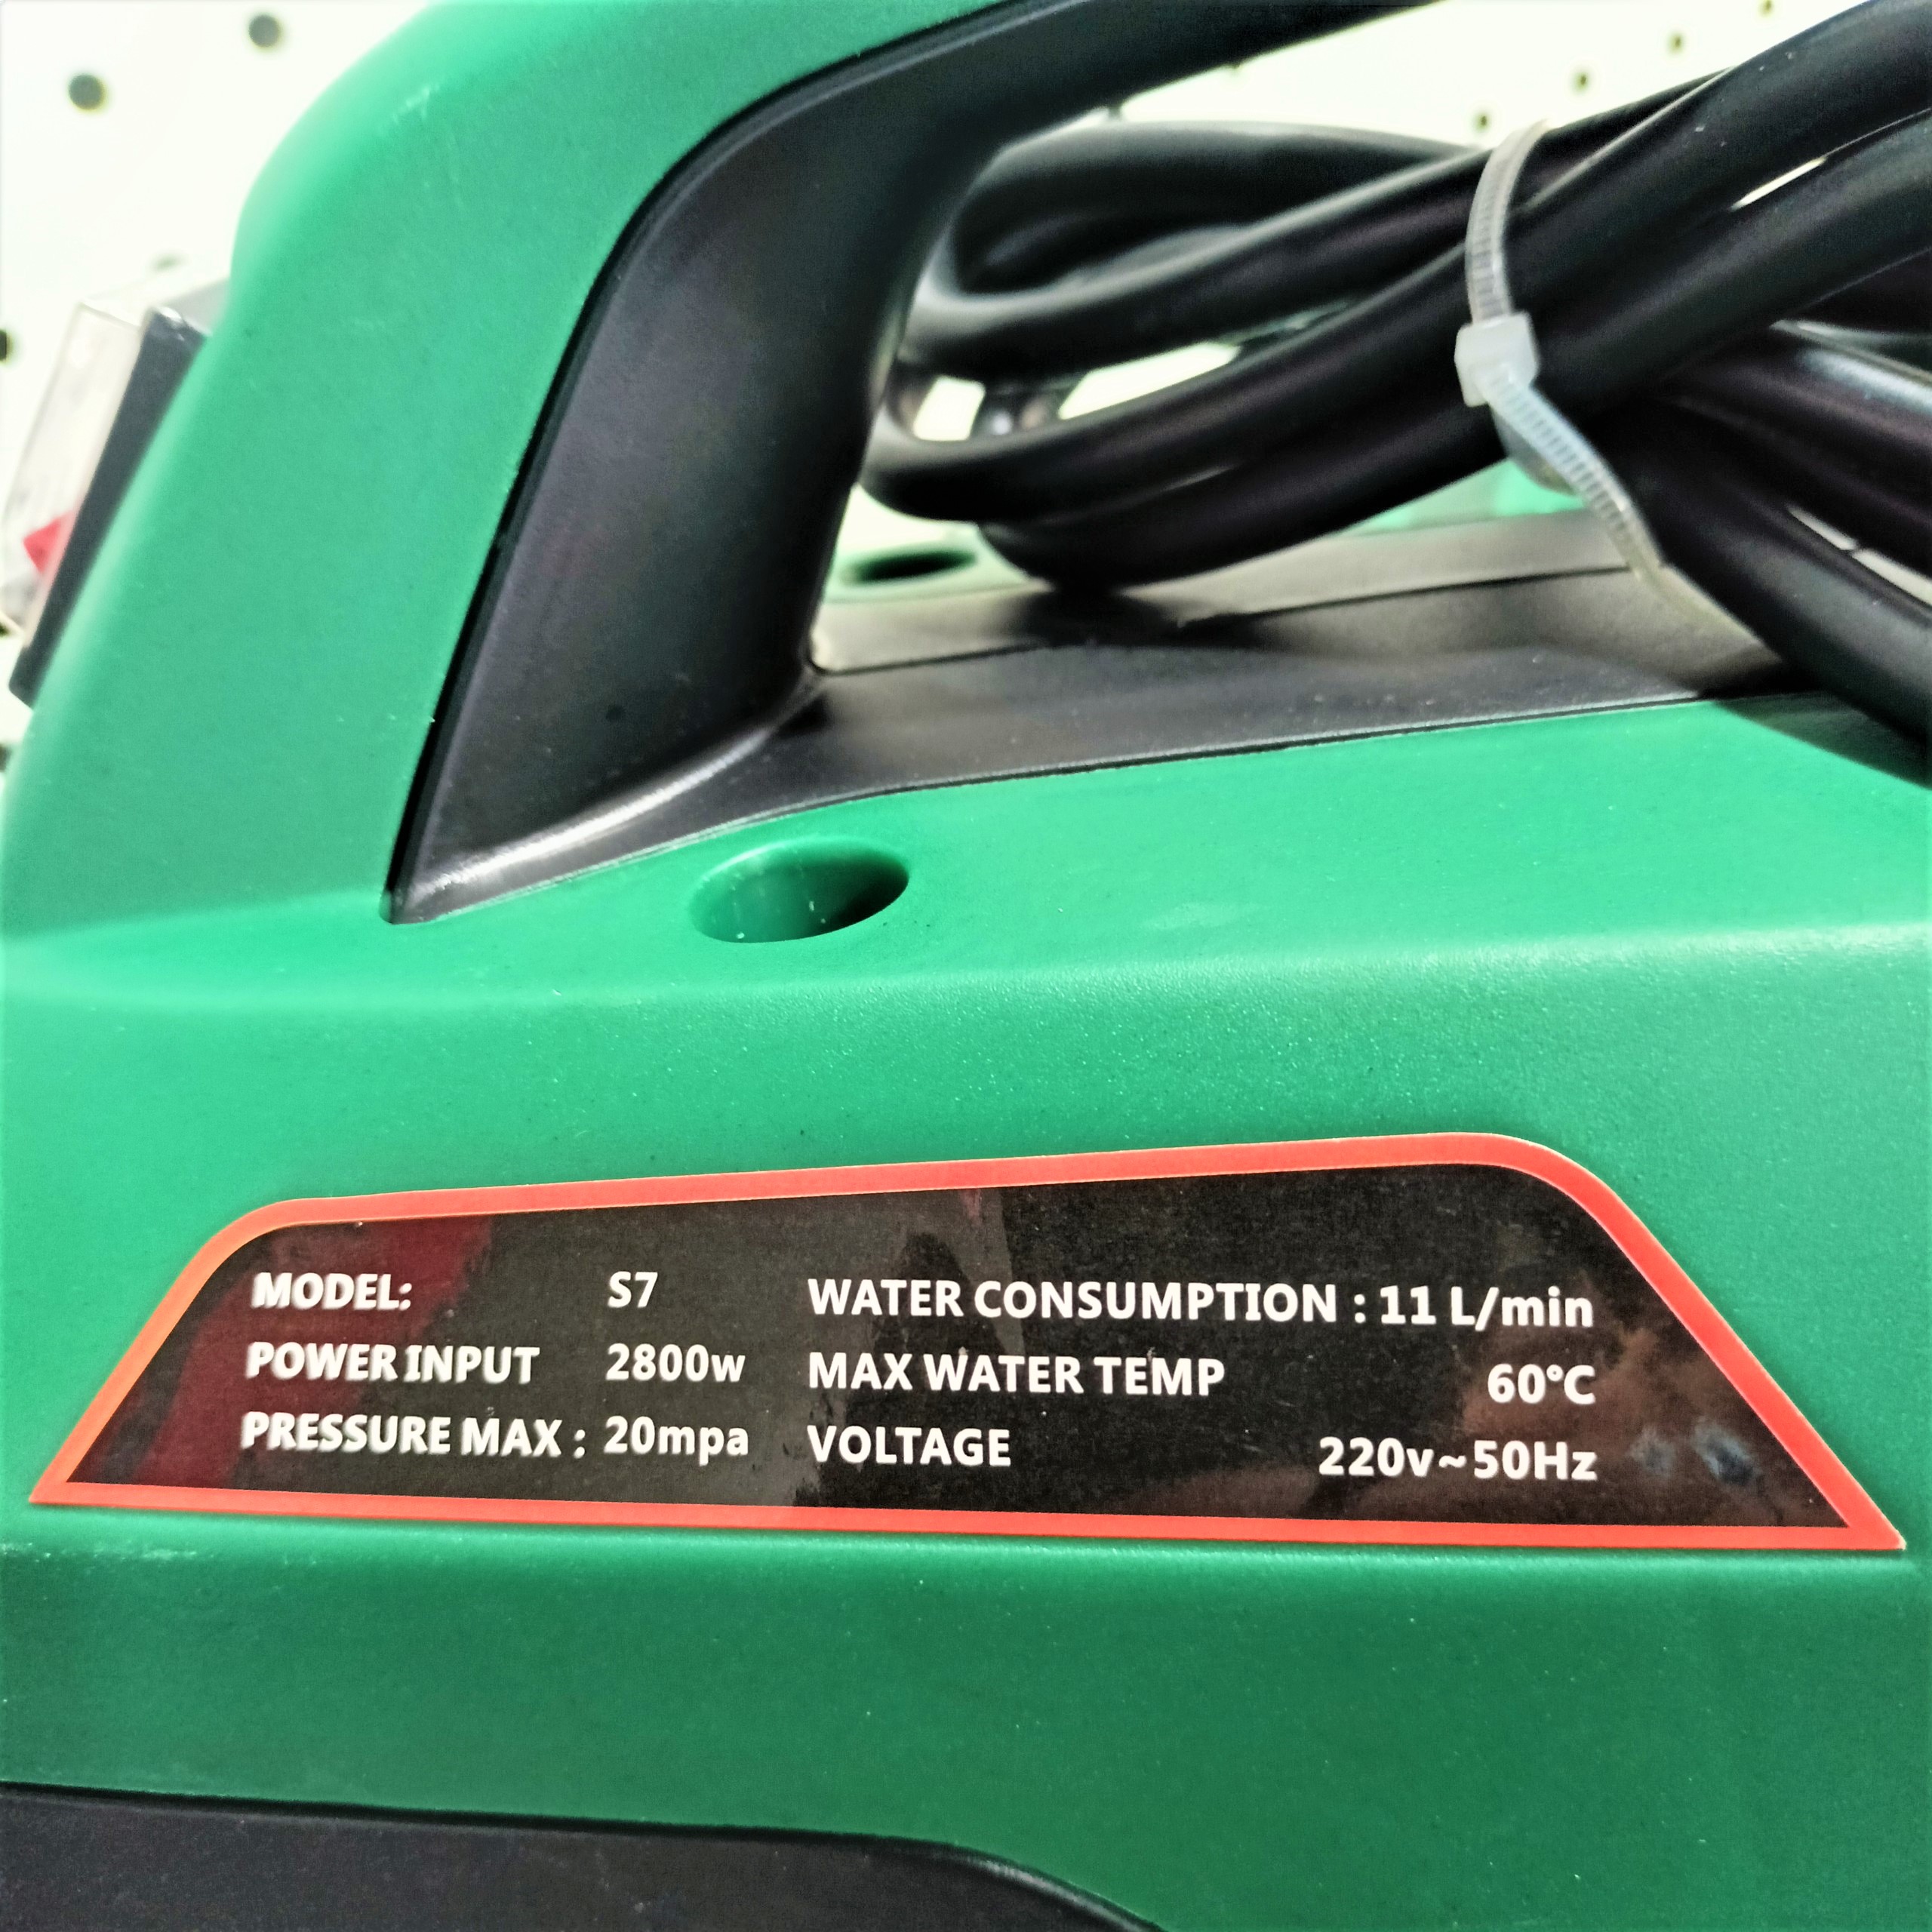 MODEL: S7
POWER INPUT 2800w
PRESSURE MAX : 20mpa
WATER CONSUMPTION : 11 L/min
MAX WATER TEMP 60°C
VOLTAGE 220v~50Hz